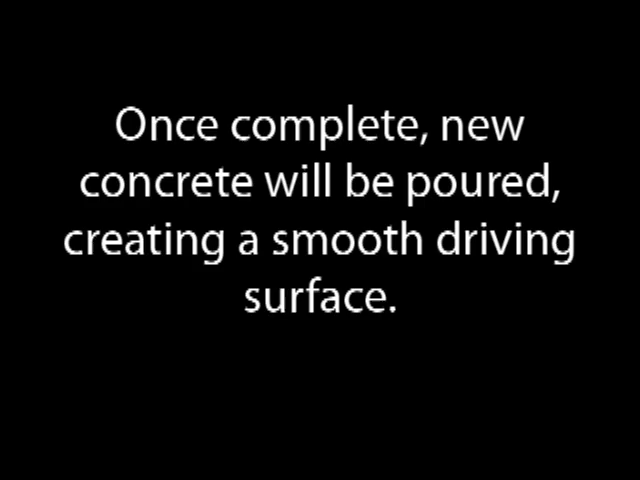 Once complete, new
concrete will be poured,
creating a smooth driving
surface.